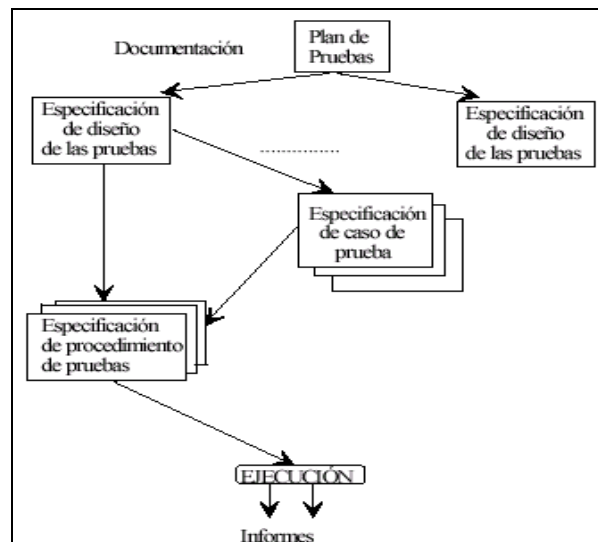 Documentación
Plan de
Pruebas
Especificación
de diseño
de las pruebas
Especificación
de diseño
de las pruebas
Especificación
de caso de
prueba
Especificación
de procedimiento
de pruebas
EJECUCIÓN
Informes